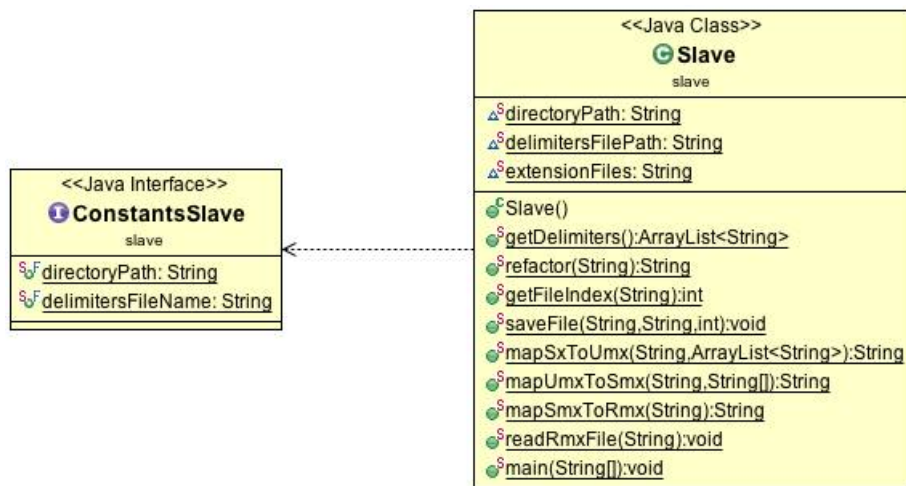 <<Java Interface>>
I ConstantsSlave
slave
SF directoryPath: String
SF delimitersFileName: String
<<Java Class>>
C Slave
slave
S directoryPath: String
S delimitersFilePath: String
S extensionFiles: String
C Slave()
S getDelimiters():ArrayList<String>
S refactor(String):String
S getFileIndex(String):int
S saveFile(String,String,int):void
S mapSxToUmx(String,ArrayList<String>):String
S mapUmxToSmx(String,String[]):String
S mapSmxToRmx(String):String
S readRmxFile(String):void
S main(String[]):void